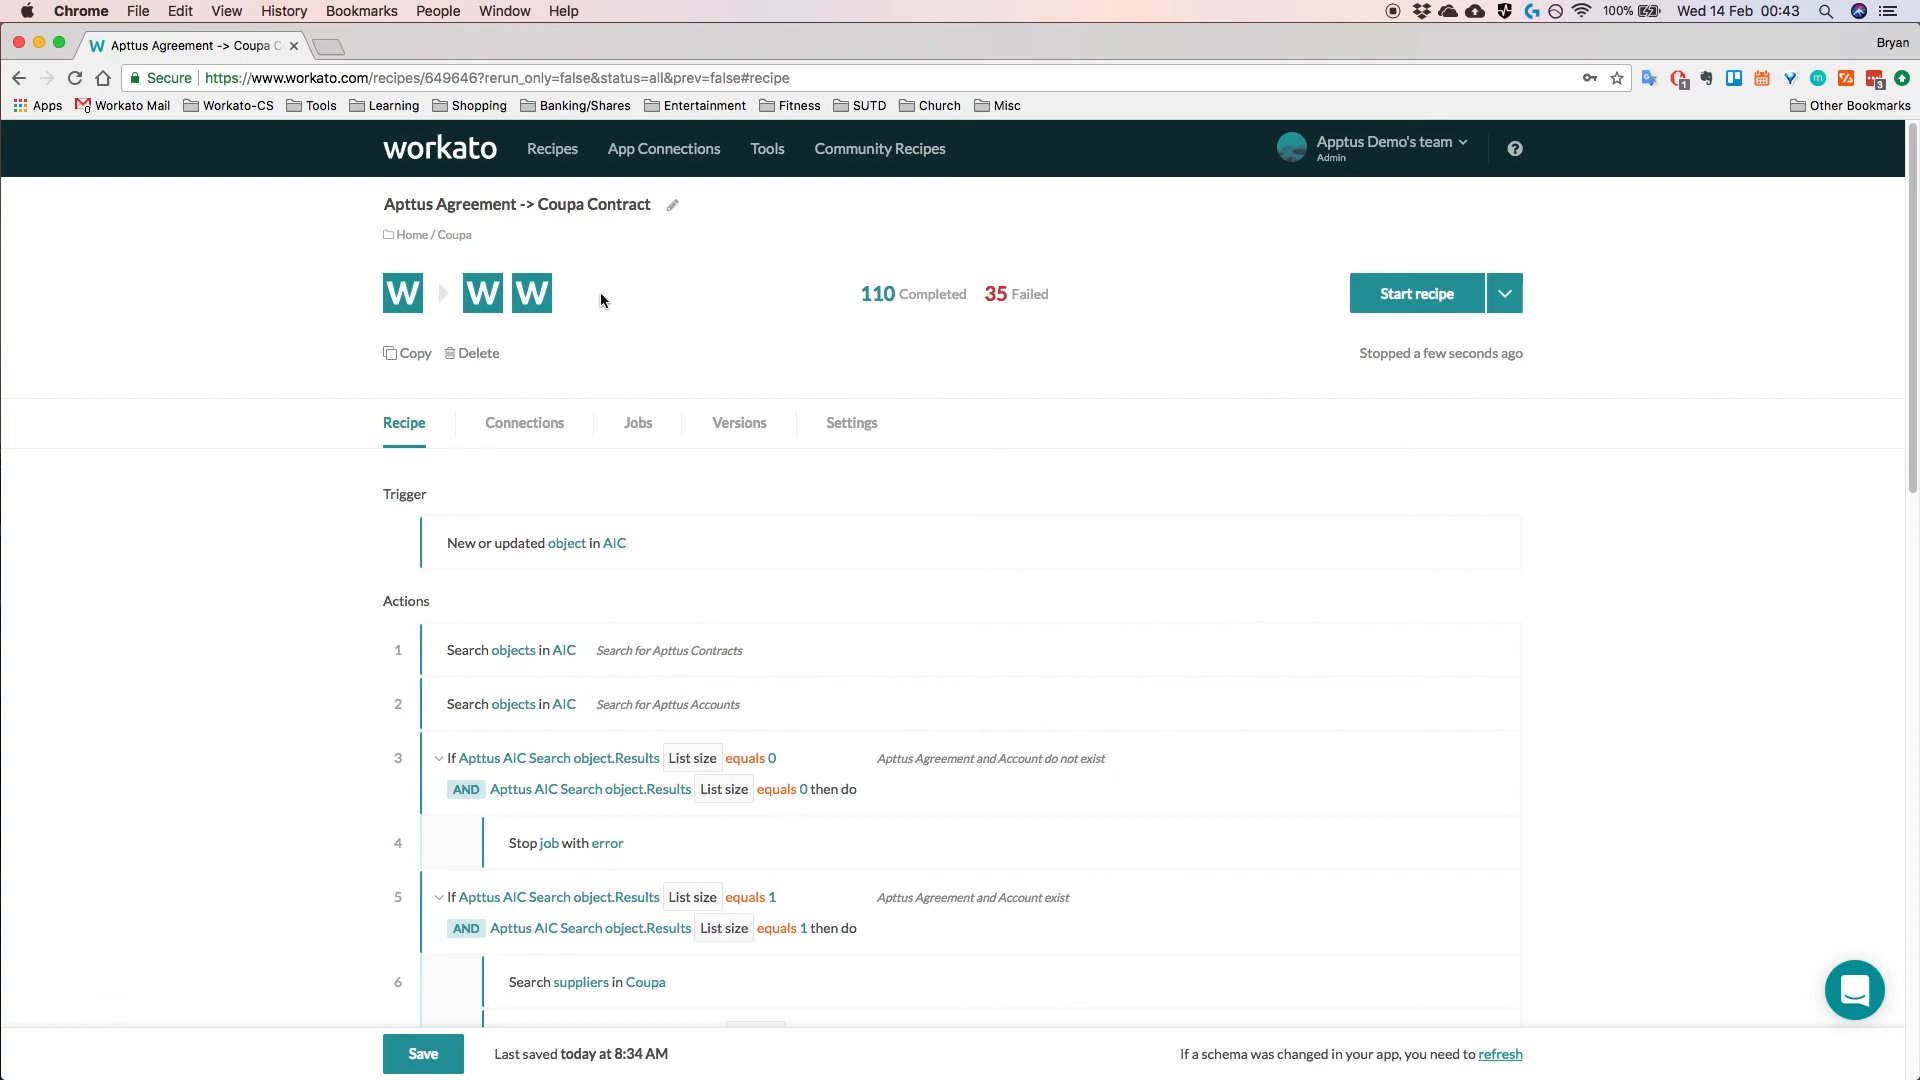 Chrome File Edit View History Bookmarks People Window Help 100% Wed 14 Feb 00:43
W Apttus Agreement -> Coupa C Bryan
Secure https://www.workato.com/recipes/649646?rerun_only=false&status=all&prev=false#recipe 1 m 3
Apps Workato Mail Workato-CS Tools Learning Shopping Banking/Shares Entertainment Fitness SUTD Church Misc Other Bookmarks
workato Recipes App Connections Tools Community Recipes Apptus Demo's team ?
Admin
Apttus Agreement -> Coupa Contract
Home / Coupa
W W W 110 Completed 35 Failed Start recipe
Copy Delete Stopped a few seconds ago
Recipe Connections Jobs Versions Settings
Trigger
New or updated object in AIC
Actions
1 Search objects in AIC Search for Apttus Contracts
2 Search objects in AIC Search for Apttus Accounts
3 If Apttus AIC Search object.Results List size equals 0 Apttus Agreement and Account do not exist
AND Apttus AIC Search object.Results List size equals 0 then do
4 Stop job with error
5 If Apttus AIC Search object.Results List size equals 1 Apttus Agreement and Account exist
AND Apttus AIC Search object.Results List size equals 1 then do
6 Search suppliers in Coupa
Save Last saved today at 8:34 AM If a schema was changed in your app, you need to refresh